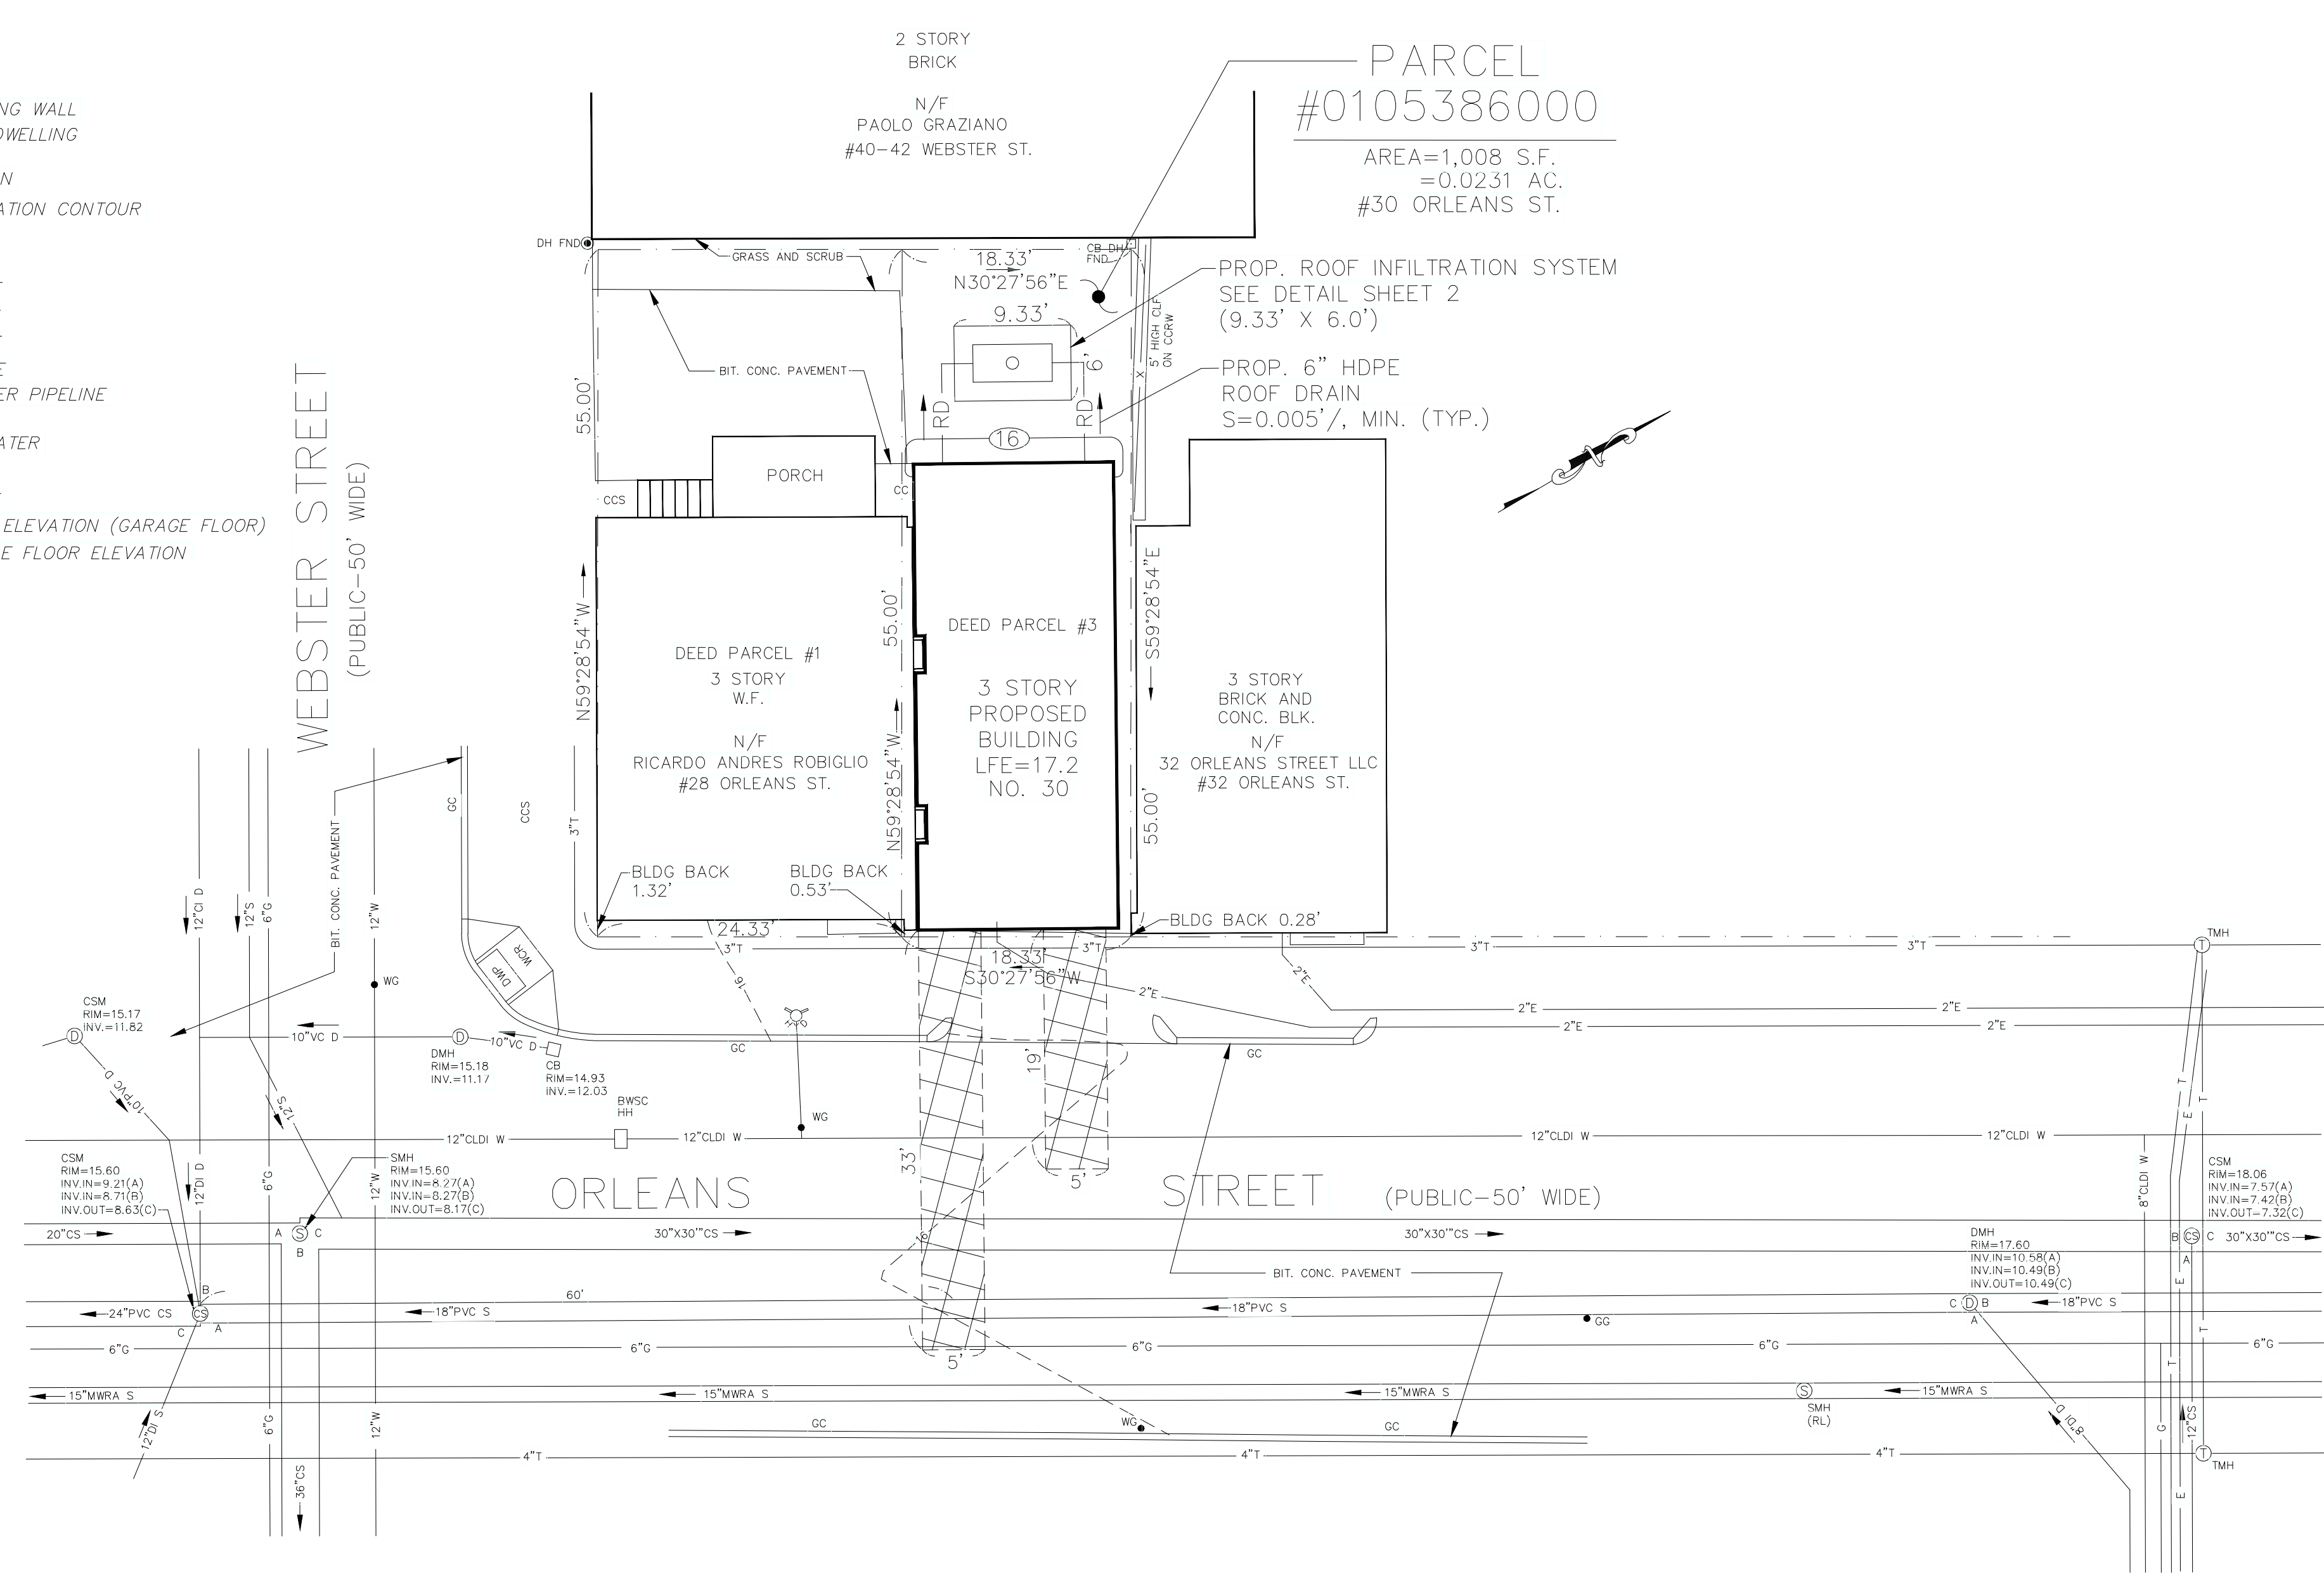 2 STORY
BRICK
N/F
PAOLO GRAZIANO
#40-42 WEBSTER ST.
PARCEL
#0105386000
AREA=1,008 S.F.
=0.0231 AC.
#30 ORLEANS ST.
NG WALL
DWELLING
N
ATION CONTOUR
E
ER PIPELINE
ATER
ELEVATION (GARAGE FLOOR)
E FLOOR ELEVATION
DH FND
GRASS AND SCRUB
18.33'
N30°27'56"E
CB DH
FND
9.33'
6'
PROP. ROOF INFILTRATION SYSTEM
SEE DETAIL SHEET 2
(9.33' X 6.0')
5' HIGH CLF
ON CCRW
X
PROP. 6" HDPE
ROOF DRAIN
S=0.005'/, MIN. (TYP.)
BIT. CONC. PAVEMENT
55.00'
RD
RD
16
PORCH
CCS
CC
WEBSTER STREET
(PUBLIC-50' WIDE)
N59°28'54"W
55.00'
N59°28'54"W
S59°28'54"E
55.00'
DEED PARCEL #1
3 STORY
W.F.
N/F
RICARDO ANDRES ROBIGLIO
#28 ORLEANS ST.
DEED PARCEL #3
3 STORY
PROPOSED
BUILDING
LFE=17.2
NO. 30
3 STORY
BRICK AND
CONC. BLK.
N/F
32 ORLEANS STREET LLC
#32 ORLEANS ST.
GC
CCS
3"T
BIT. CONC. PAVEMENT
12"CI D
12"S
6"G
12"W
BLDG BACK
1.32'
BLDG BACK
0.53'
BLDG BACK 0.28'
24.33'
3"T
3"T
3"T
3"T
TMH
T
18.33'
S30°27'56"W
WCR
DWP
WG
16
2"E
2"E
2"E
2"E
2"E
2"E
CSM
RIM=15.17
INV.=11.82
D
10"VC D
D
10"VC D
DMH
RIM=15.18
INV.=11.17
CB
RIM=14.93
INV.=12.03
GC
GC
19'
10"PVC D
12"S
BWSC
HH
WG
12"CLDI W
12"CLDI W
12"CLDI W
12"CLDI W
T
T
E
CSM
RIM=15.60
INV.IN=9.21(A)
INV.IN=8.71(B)
INV.OUT=8.63(C)
12"DI D
6"G
12"W
SMH
RIM=15.60
INV.IN=8.27(A)
INV.IN=8.27(B)
INV.OUT=8.17(C)
33'
5'
ORLEANS STREET (PUBLIC-50' WIDE)
8"CLDI W
CSM
RIM=18.06
INV.IN=7.57(A)
INV.IN=7.42(B)
INV.OUT=7.32(C)
20"CS
A S C
B
30"X30"CS
16
30"X30"CS
B CS C
A
30"X30"CS
DMH
RIM=17.60
INV.IN=10.58(A)
INV.IN=10.49(B)
INV.OUT=10.49(C)
BIT. CONC. PAVEMENT
E
B
60'
24"PVC CS
CS
C A
18"PVC S
18"PVC S
C D B
A
18"PVC S
GG
T
6"G
6"G
6"G
6"G
6"G
5'
T
15"MWRA S
15"MWRA S
15"MWRA S
S
15"MWRA S
SMH
(RL)
12"DI S
6"G
12"W
GC
WG
GC
8"DI D
G
12"CS
4"T
4"T
4"T
T
TMH
36"CS
E